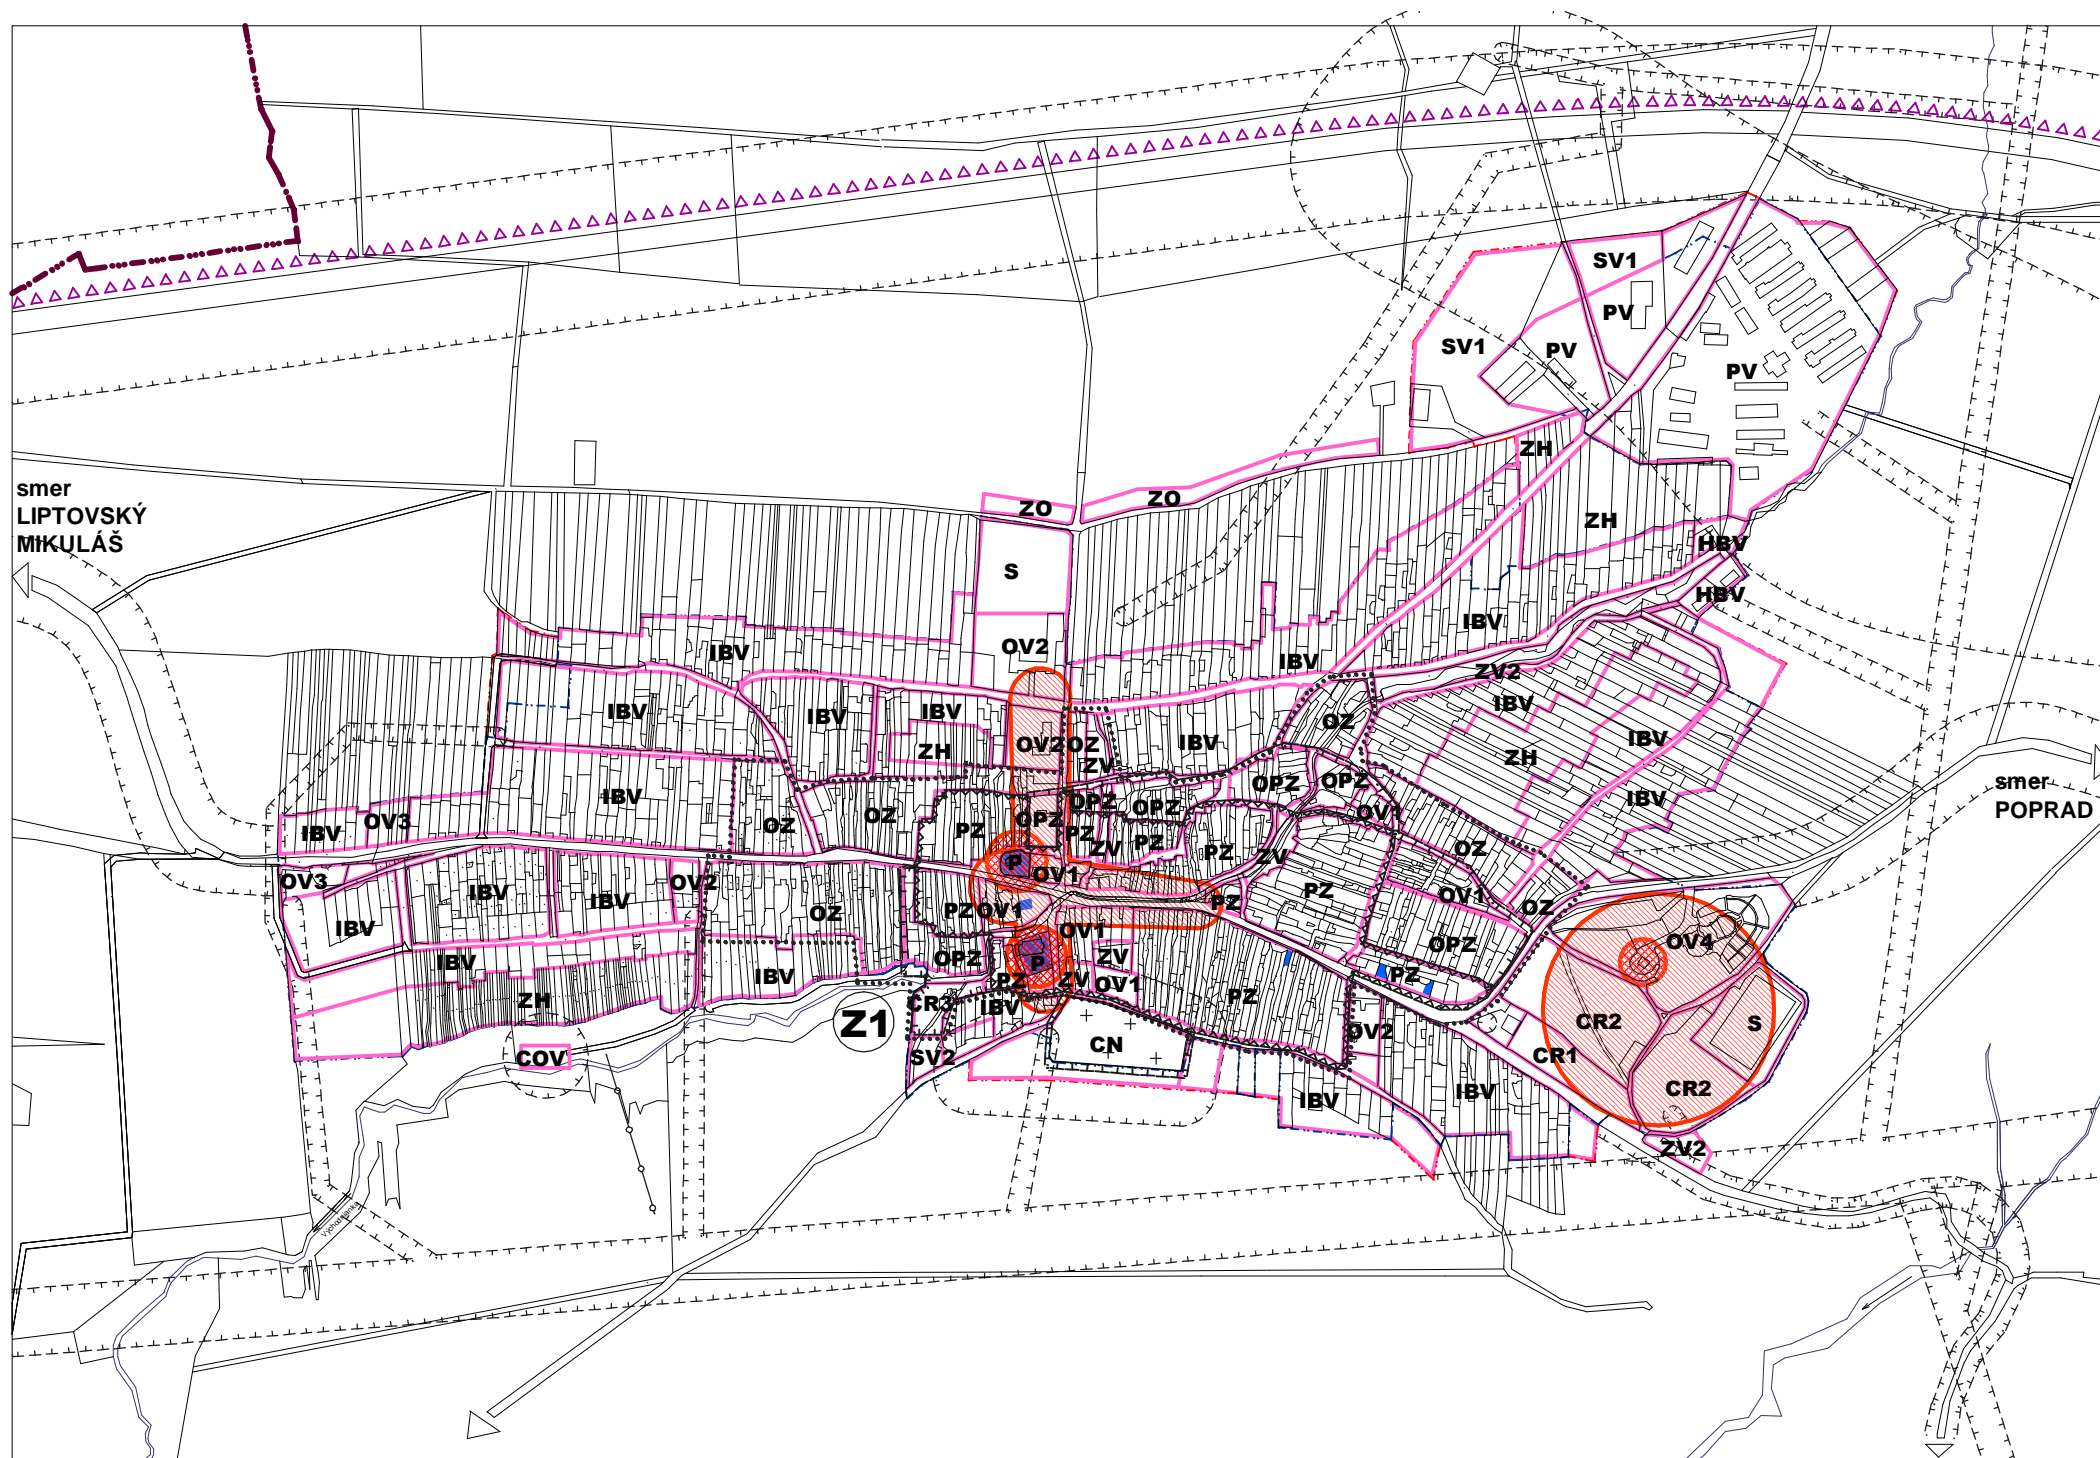 SV1
PV
SV1
PV
PV
ZH
smer
LIPTOVSKÝ
MIKULÁŠ
ZO
ZO
ZH
HBV
S
HBV
IBV
OV2
IBV
IBV
ZV2
IBV
IBV
IBV
IBV
OZ
IBV
ZH
OV2
OZ
IBV
ZH
ZV
smer
POPRAD
IBV
OPZ
OPZ
IBV
OPZ
OPZ
OV1
IBV
OV3
OZ
OZ
PZ
OPZ
PZ
ZV
PZ
PZ
ZV
OZ
P
OV1
OV3
IBV
IBV
OV2
PZ
OV1
PZ
OV1
PZ
OZ
OZ
IBV
OV1
OV4
OPZ
IBV
OPZ
P
ZV
IBV
PZ
ZV
OV1
PZ
ZH
CR3
IBV
PZ
Z1
CR2
S
OV2
CN
COV
SV2
CR1
CR2
IBV
IBV
ZV2
Východnianka